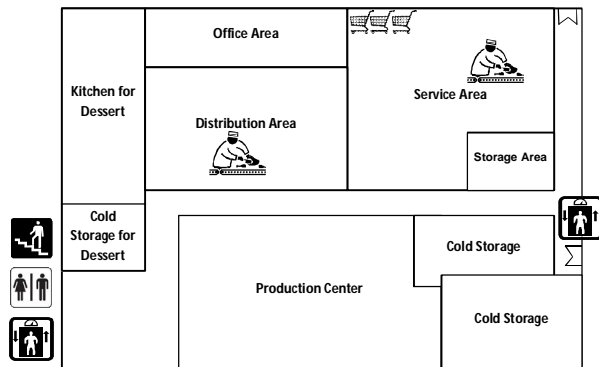 Office Area
Kitchen for
Dessert
Service Area
Distribution Area
Storage Area
Cold
Storage for
Dessert
Cold Storage
Production Center
Cold Storage